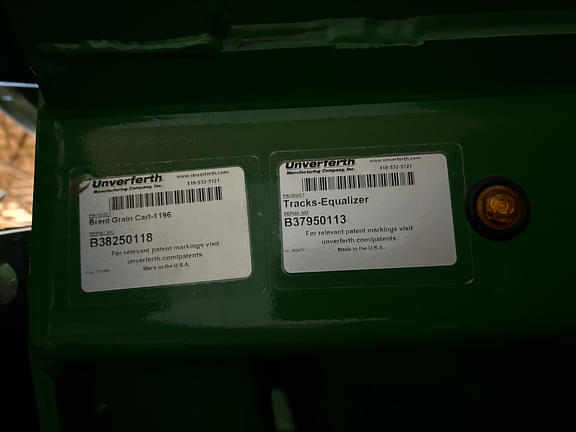 Unverferth
Manufacturing Company, Inc.
www.unverferth.com
419-532-3121
PRODUCT
Brent Grain Cart-1196
SERIAL NO
B38250118
For relevant patent markings visit
unverferth.com/patents.
Made in the U.S.A.
Unverferth
Manufacturing Company, Inc.
www.unverferth.com
419-532-3121
PRODUCT
Tracks-Equalizer
SERIAL NO
B37950113
For relevant patent markings visit
unverferth.com/patents.
Made in the U.S.A.